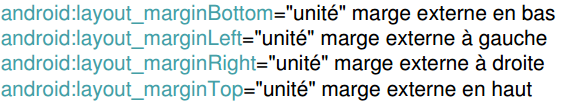 android:layout_marginBottom="unité" marge externe en bas
android:layout_marginLeft="unité" marge externe à gauche
android:layout_marginRight="unité" marge externe à droite
android:layout_marginTop="unité" marge externe en haut